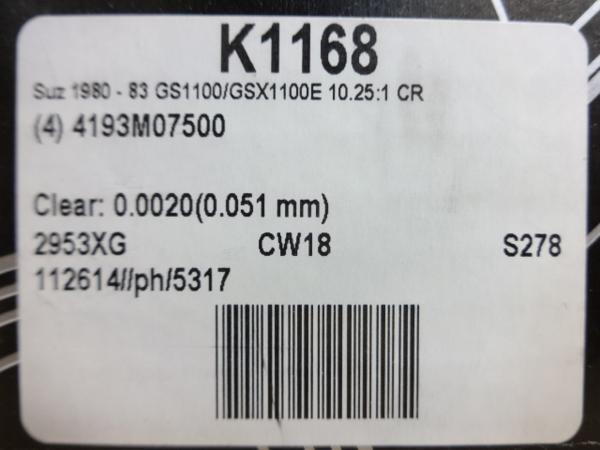 K1168
Suz 1980 - 83 GS1100/GSX1100E 10.25:1 CR
(4) 4193M07500
Clear: 0.0020(0.051 mm)
2953XG CW18 S278
112614//ph/5317